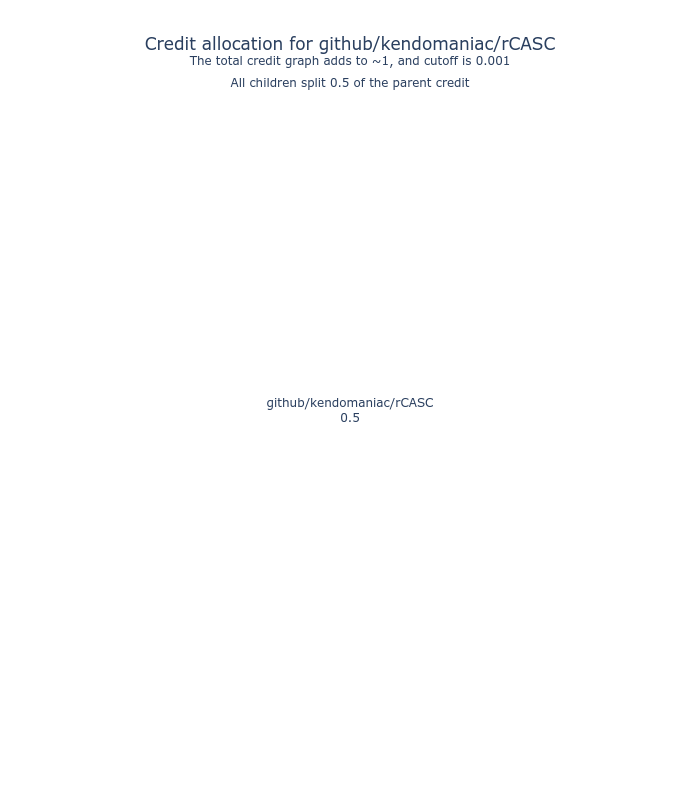 Credit allocation for github/kendomaniac/rCASC
The total credit graph adds to ~1, and cutoff is 0.001
All children split 0.5 of the parent credit
github/kendomaniac/rCASC
0.5